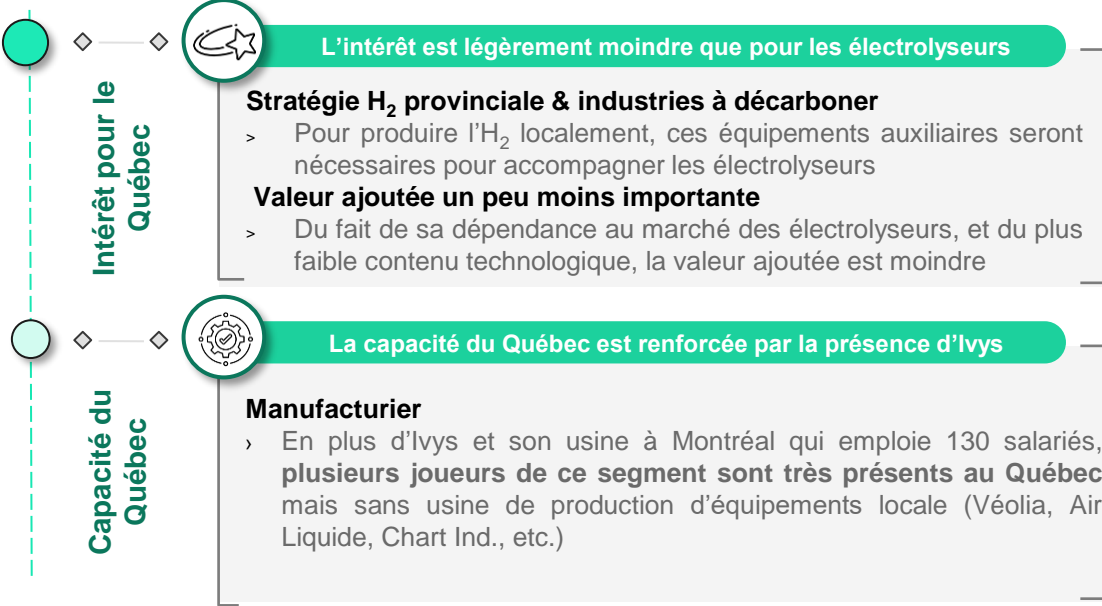 L'intérêt est légèrement moindre que pour les électrolyseurs
Intérêt pour le
Québec
Stratégie H₂ provinciale & industries à décarboner
> Pour produire l'H₂ localement, ces équipements auxiliaires seront
nécessaires pour accompagner les électrolyseurs
Valeur ajoutée un peu moins importante
> Du fait de sa dépendance au marché des électrolyseurs, et du plus
faible contenu technologique, la valeur ajoutée est moindre
La capacité du Québec est renforcée par la présence d'Ivys
Capacité du
Québec
Manufacturier
› En plus d'Ivys et son usine à Montréal qui emploie 130 salariés,
plusieurs joueurs de ce segment sont très présents au Québec
mais sans usine de production d'équipements locale (Véolia, Air
Liquide, Chart Ind., etc.)